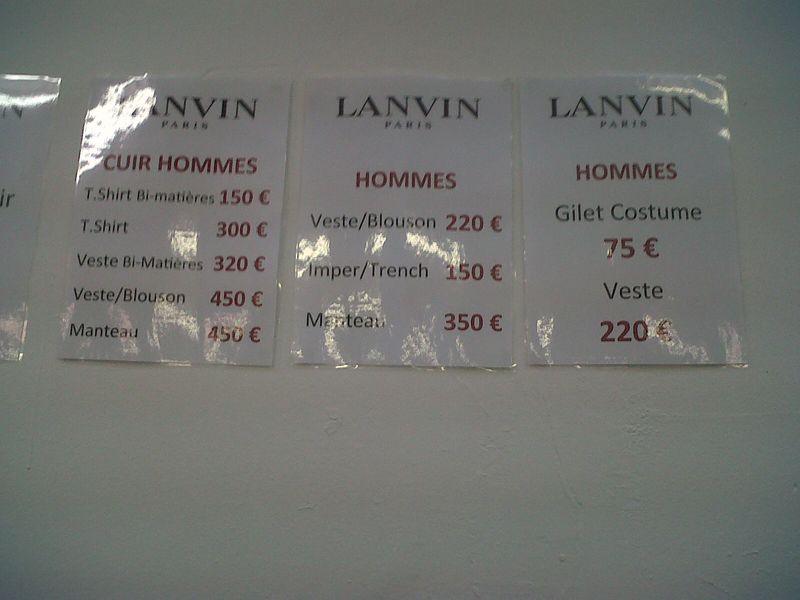 N
ir
LANVIN
PARIS
CUIR HOMMES
T.Shirt Bi-matières 150 €
T.Shirt 300 €
Veste Bi-Matières 320 €
Veste/Blouson 450 €
Manteau 450 €
LANVIN
PARIS
HOMMES
Veste/Blouson 220 €
Imper/Trench 150 €
Manteau 350 €
LANVIN
PARIS
HOMMES
Gilet Costume
75 €
Veste
220 €